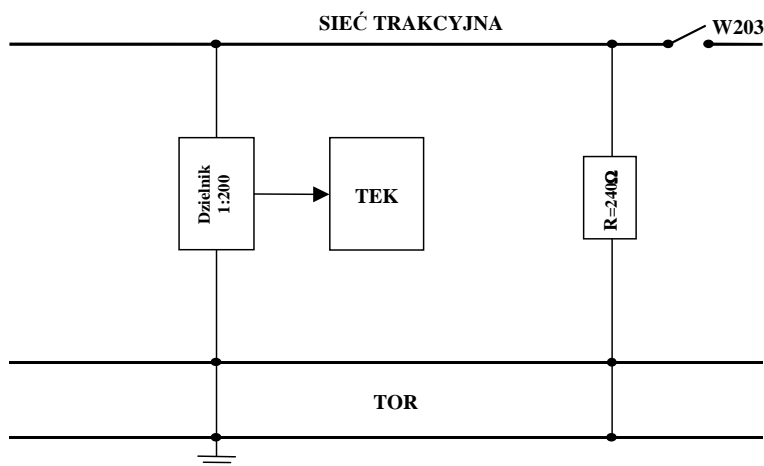 SIEĆ TRAKCYJNA
W203
Dzielnik
1:200
TEK
R=240Ω
TOR